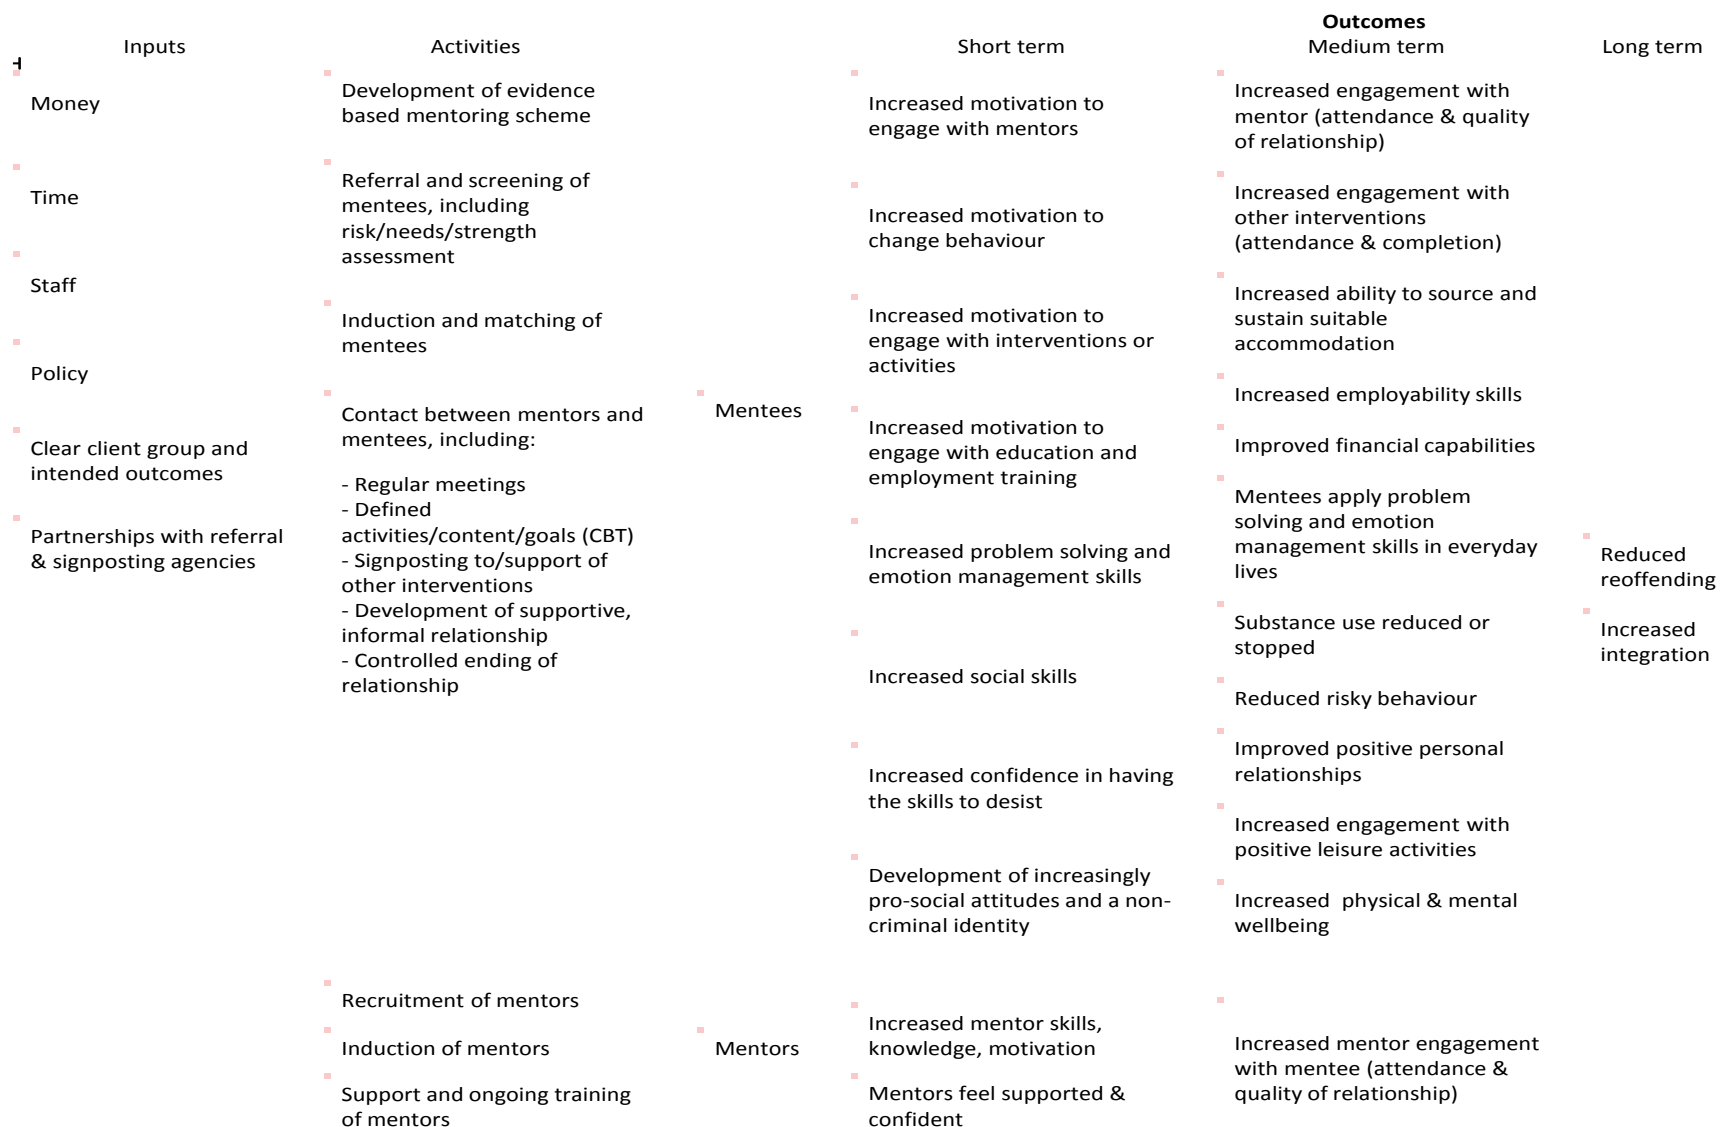 Outcomes
Inputs
Activities
Short term
Medium term
Long term
Money
Time
Staff
Policy
Clear client group and
intended outcomes
Partnerships with referral
& signposting agencies
Development of evidence
based mentoring scheme
Referral and screening of
mentees, including
risk/needs/strength
assessment
Induction and matching of
mentees
Contact between mentors and
mentees, including:
- Regular meetings
- Defined
activities/content/goals (CBT)
- Signposting to/support of
other interventions
- Development of supportive,
informal relationship
- Controlled ending of
relationship
Recruitment of mentors
Induction of mentors
Support and ongoing training
of mentors
Mentees
Mentors
Increased motivation to
engage with mentors
Increased motivation to
change behaviour
Increased motivation to
engage with interventions or
activities
Increased motivation to
engage with education and
employment training
Increased problem solving and
emotion management skills
Increased social skills
Increased confidence in having
the skills to desist
Development of increasingly
pro-social attitudes and a non-
criminal identity
Increased mentor skills,
knowledge, motivation
Mentors feel supported &
confident
Increased engagement with
mentor (attendance & quality
of relationship)
Increased engagement with
other interventions
(attendance & completion)
Increased ability to source and
sustain suitable
accommodation
Increased employability skills
Improved financial capabilities
Mentees apply problem
solving and emotion
management skills in everyday
lives
Substance use reduced or
stopped
Reduced risky behaviour
Improved positive personal
relationships
Increased engagement with
positive leisure activities
Increased  physical & mental
wellbeing
Increased mentor engagement
with mentee (attendance &
quality of relationship)
Reduced
reoffending
Increased
integration